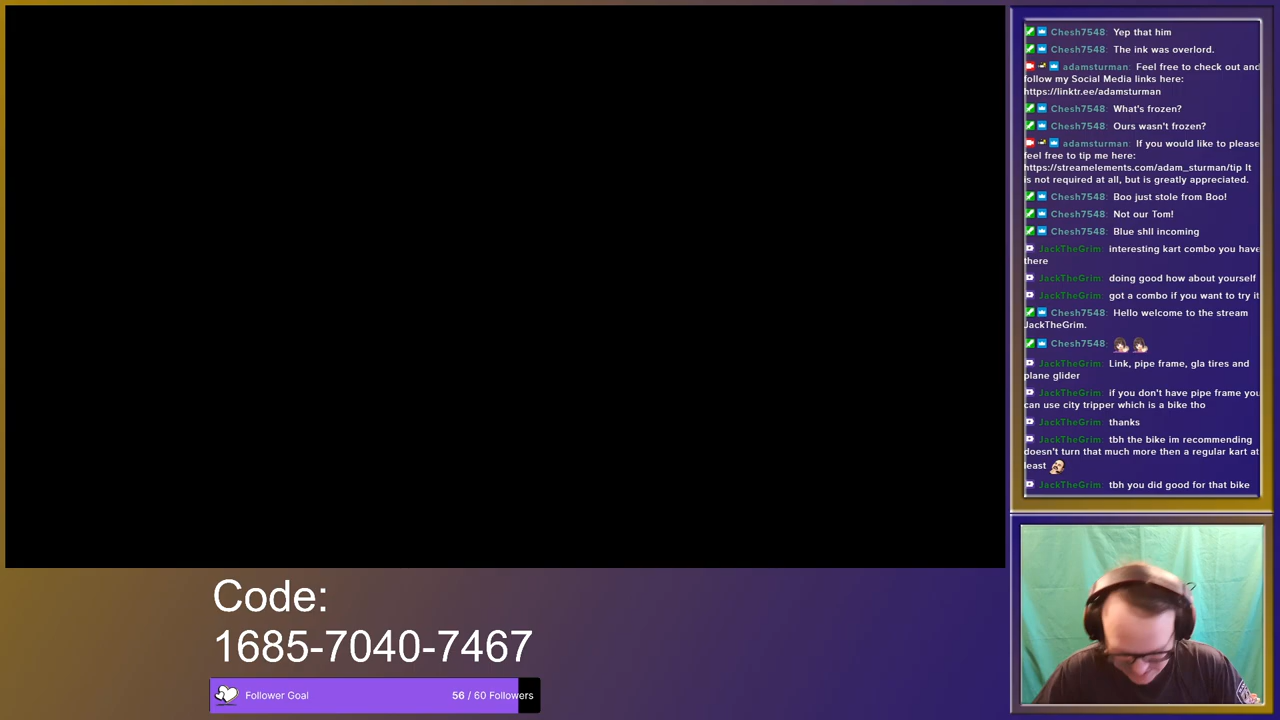 Chesh7548: Yep that him
Chesh7548: The ink was overlord.
adamsturman: Feel free to check out and
follow my Social Media links here:
https://linktr.ee/adamsturman
Chesh7548: What's frozen?
Chesh7548: Ours wasn't frozen?
adamsturman: If you would like to please
feel free to tip me here:
https://streamelements.com/adam_sturman/tip It
is not required at all, but is greatly appreciated.
Chesh7548: Boo just stole from Boo!
Chesh7548: Not our Tom!
Chesh7548: Blue shll incoming
JackTheGrim: interesting kart combo you have
there
JackTheGrim: doing good how about yourself
JackTheGrim: got a combo if you want to try it
Chesh7548: Hello welcome to the stream
JackTheGrim.
Chesh7548:
JackTheGrim: Link, pipe frame, gla tires and
plane glider
JackTheGrim: if you don't have pipe frame you
can use city tripper which is a bike tho
JackTheGrim: thanks
JackTheGrim: tbh the bike im recommending
doesn't turn that much more then a regular kart at
least
JackTheGrim: tbh you did good for that bike
Code:
1685-7040-7467
Follower Goal 56 / 60 Followers